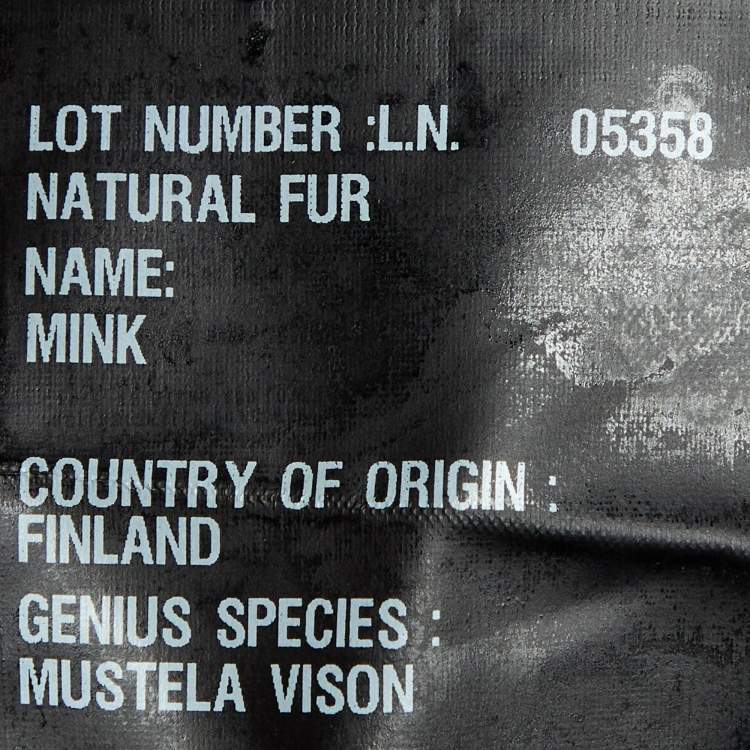 LOT NUMBER :L.N. 05358
NATURAL FUR
NAME:
MINK
COUNTRY OF ORIGIN :
FINLAND
GENIUS SPECIES :
MUSTELA VISON